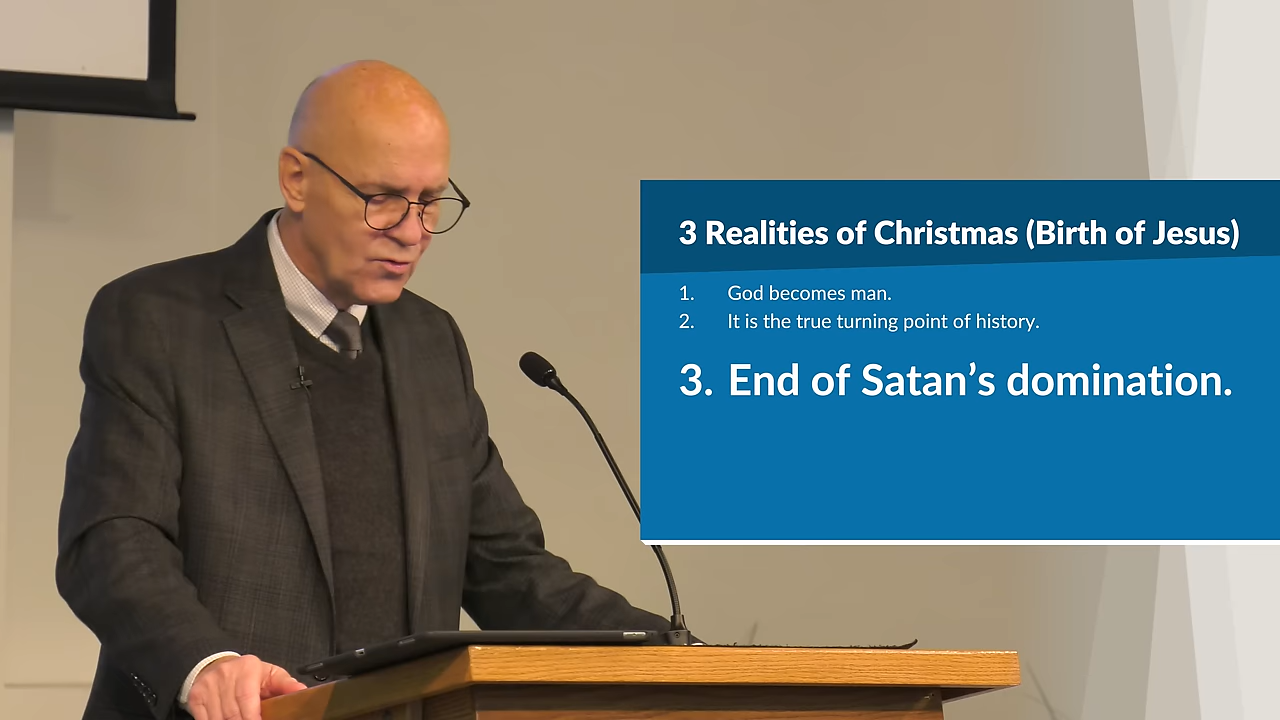 3 Realities of Christmas (Birth of Jesus)
1. God becomes man.
2. It is the true turning point of history.
3. End of Satan’s domination.